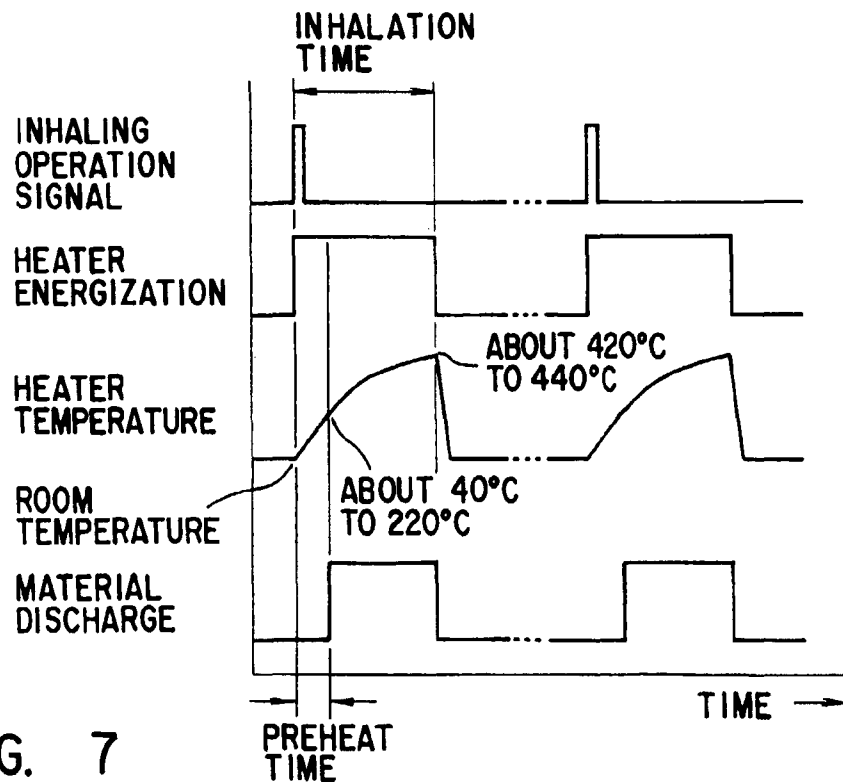 INHALATION
TIME
INHALING
OPERATION
SIGNAL
HEATER
ENERGIZATION
ABOUT 420°C
TO 440°C
HEATER
TEMPERATURE
ROOM
TEMPERATURE
ABOUT 40°C
TO 220°C
MATERIAL
DISCHARGE
TIME
PREHEAT
TIME
G. 7